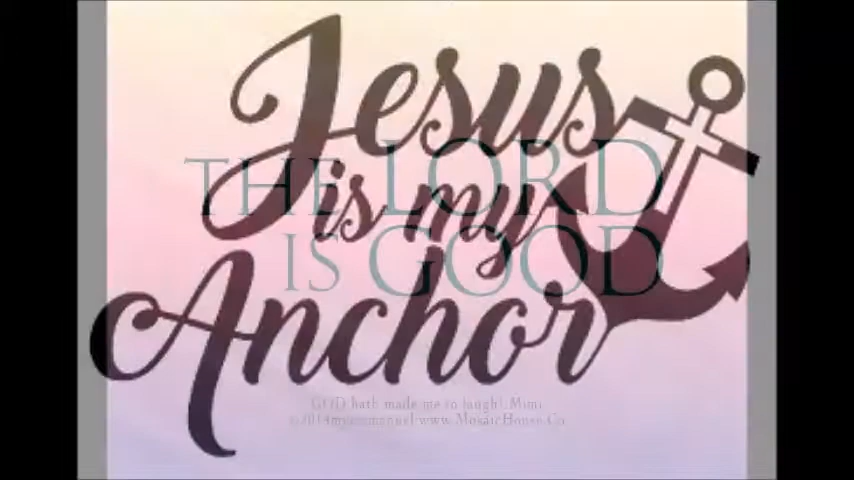 Jesus
is my
Anchor
THE LORD
IS GOOD
GOD hath made me to laugh! Mimi
www.MosaicHouse.Co